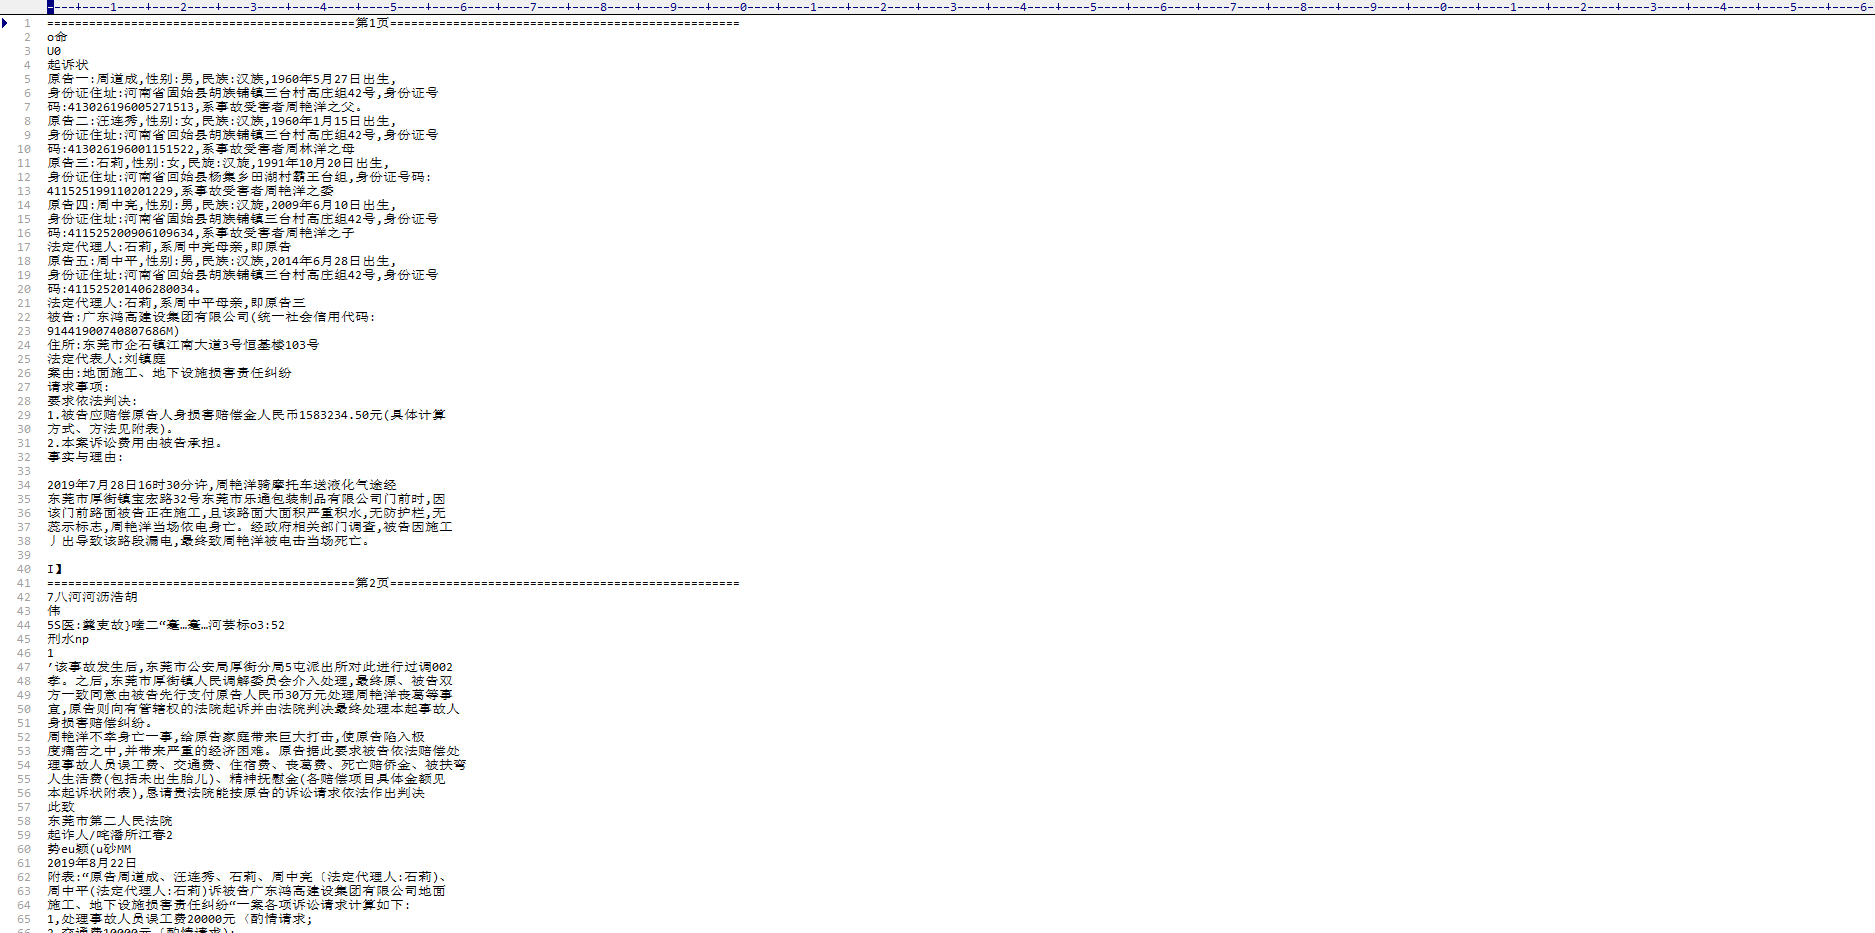 ----+----1----+----2----+----3----+----4----+----5----+----6----+----7----+----8----+----9----+----0----+----1----+----2----+----3----+----4----+----5----+----6----+----7----+----8----+----9----+----0----+----1----+----2----+----3----+----4----+----5----+----6-
1 ============================================第1页==================================================
2 o命
3 U0
4 起诉状
5 原告一:周道成,性别:男,民族:汉族,1960年5月27日出生,
6 身份证住址:河南省固始县胡族铺镇三台村高庄组42号,身份证号
7 码:413026196005271513,系事故受害者周艳洋之父。
8 原告二:汪连秀,性别:女,民族:汉族,1960年1月15日出生,
9 身份证住址:河南省回始县胡族铺镇三台村高庄组42号,身份证号
10 码:413026196001151522,系事故受害者周林洋之母
11 原告三:石莉,性别:女,民旋:汉旋,1991年10月20日出生,
12 身份证住址:河南省回始县杨集乡田湖村霸王台组,身份证号码:
13 411525199110201229,系事故受害者周艳洋之委
14 原告四:周中亮,性别:男,民族:汉旋,2009年6月10日出生,
15 身份证住址:河南省固始县胡族铺镇三台村高庄组42号,身份证号
16 码:411525200906109634,系事故受害者周艳洋之子
17 法定代理人:石莉,系周中亮母亲,即原告
18 原告五:周中平,性别:男,民族:汉族,2014年6月28日出生,
19 身份证住址:河南省回始县胡族铺镇三台村高庄组42号,身份证号
20 码:411525201406280034。
21 法定代理人:石莉,系周中平母亲,即原告三
22 被告:广东鸿高建设集团有限公司(统一社会信用代码:
23 91441900740807686M)
24 住所:东莞市企石镇江南大道3号恒基楼103号
25 法定代表人:刘镇庭
26 案由:地面施工、地下设施损害责任纠纷
27 请求事项:
28 要求依法判决:
29 1.被告应赔偿原告人身损害赔偿金人民币1583234.50元(具体计算
30 方式、方法见附表)。
31 2.本案诉讼费用由被告承担。
32 事实与理由:
33
34 2019年7月28日16时30分许,周艳洋骑摩托车送液化气途经
35 东莞市厚街镇宝宏路32号东莞市乐通包装制品有限公司门前时,因
36 该门前路面被告正在施工,且该路面大面积严重积水,无防护栏,无
37 蕊示标志,周艳洋当场依电身亡。经政府相关部门调查,被告因施工
38 丿出导致该路段漏电,最终致周艳洋被电击当场死亡。
39
40 I】
41 ============================================第2页==================================================
42 7八河河沥浩胡
43 伟
44 5S医:龚吏故}喹二“毫…毫…河芸标o3:52
45 刑水np
46 1
47 ’该事故发生后,东莞市公安局厚街分局5屯派出所对此进行过调002
48 孝。之后,东莞市厚街镇人民调解委员会介入处理,最终原、被告双
49 方一致同意由被告先行支付原告人民币30万元处理周艳洋丧葛等事
50 宜,原告则向有管辖权的法院起诉并由法院判决最终处理本起事故人
51 身损害赔偿纠纷。
52 周艳洋不幸身亡一事,给原告家庭带来巨大打击,使原告陷入极
53 度痛苦之中,并带来严重的经济困难。原告据此要求被告依法赔偿处
54 理事故人员误工费、交通费、住宿费、丧葛费、死亡赔侨金、被扶弯
55 人生活费(包括未出生胎儿)、精神抚慰金(各赔偿项目具体金额见
56 本起诉状附表),恳请贵法院能按原告的诉讼请求依法作出判决
57 此致
58 东莞市第二人民法院
59 起诈人/咤潘所江春2
60 势eu颖(u砂MM
61 2019年8月22日
62 附表:“原告周道成、汪连秀、石莉、周中亮〔法定代理人:石莉)、
63 周中平(法定代理人:石莉)诉被告广东鸿高建设集团有限公司地面
64 施工、地下设施损害责任纠纷“一案各项诉讼请求计算如下:
65 1,处理事故人员误工费20000元〈酌情请求;
66 2.交通费10000元〔酌情请求);